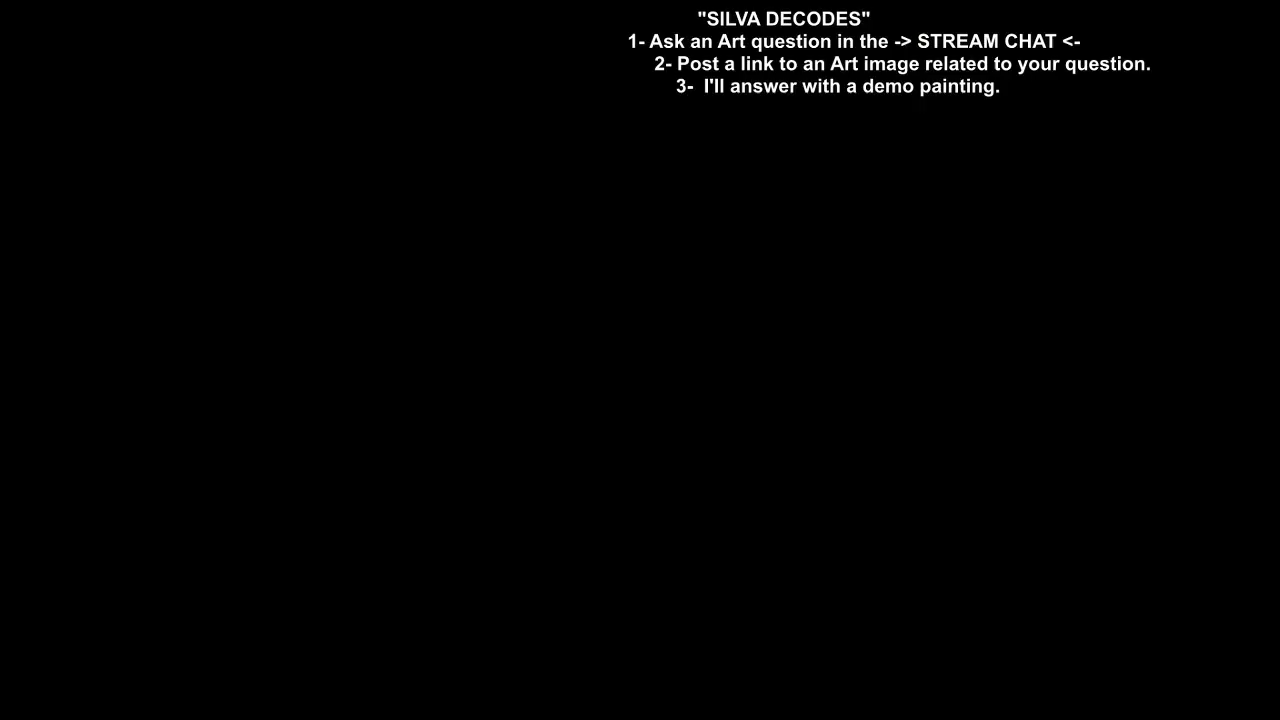 "SILVA DECODES"
1- Ask an Art question in the -> STREAM CHAT <-
2- Post a link to an Art image related to your question.
3-  I'll answer with a demo painting.